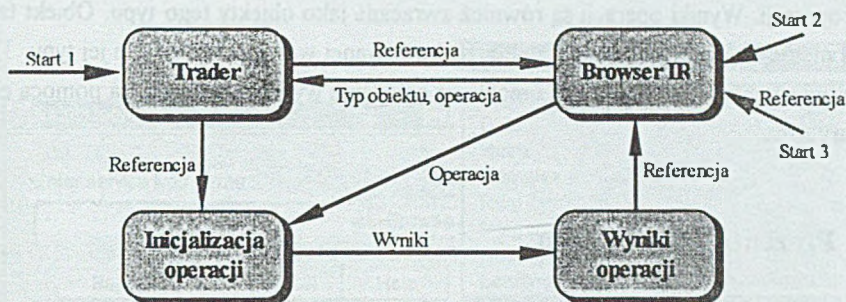 Start 1
Trader
Referencja
Typ obiektu, operacja
Browser IR
Start 2
Referencja
Start 3
Referencja
Operacja
Referencja
Inicjalizacja
operacji
Wyniki
Wyniki
operacji